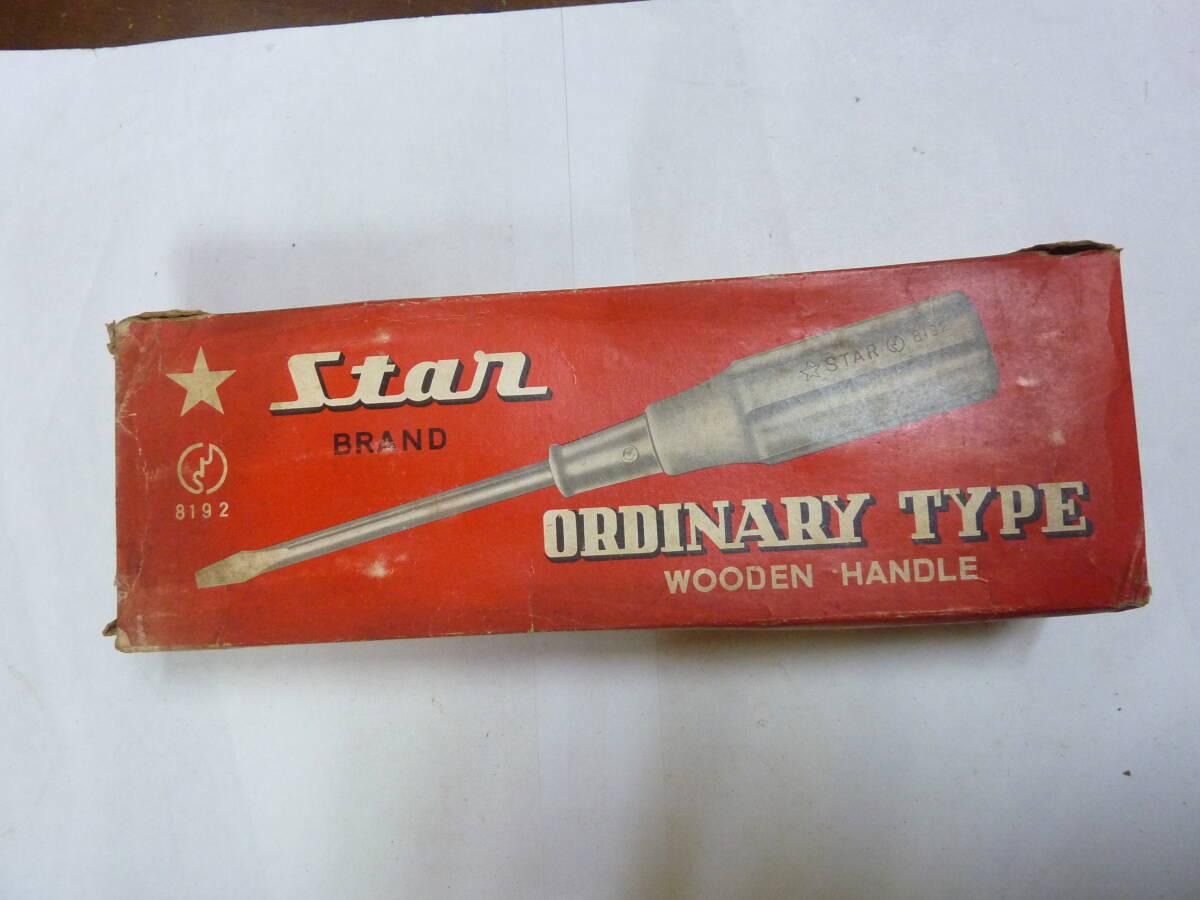 Star
BRAND
8192
☆STAR 8192
ORDINARY TYPE
WOODEN HANDLE